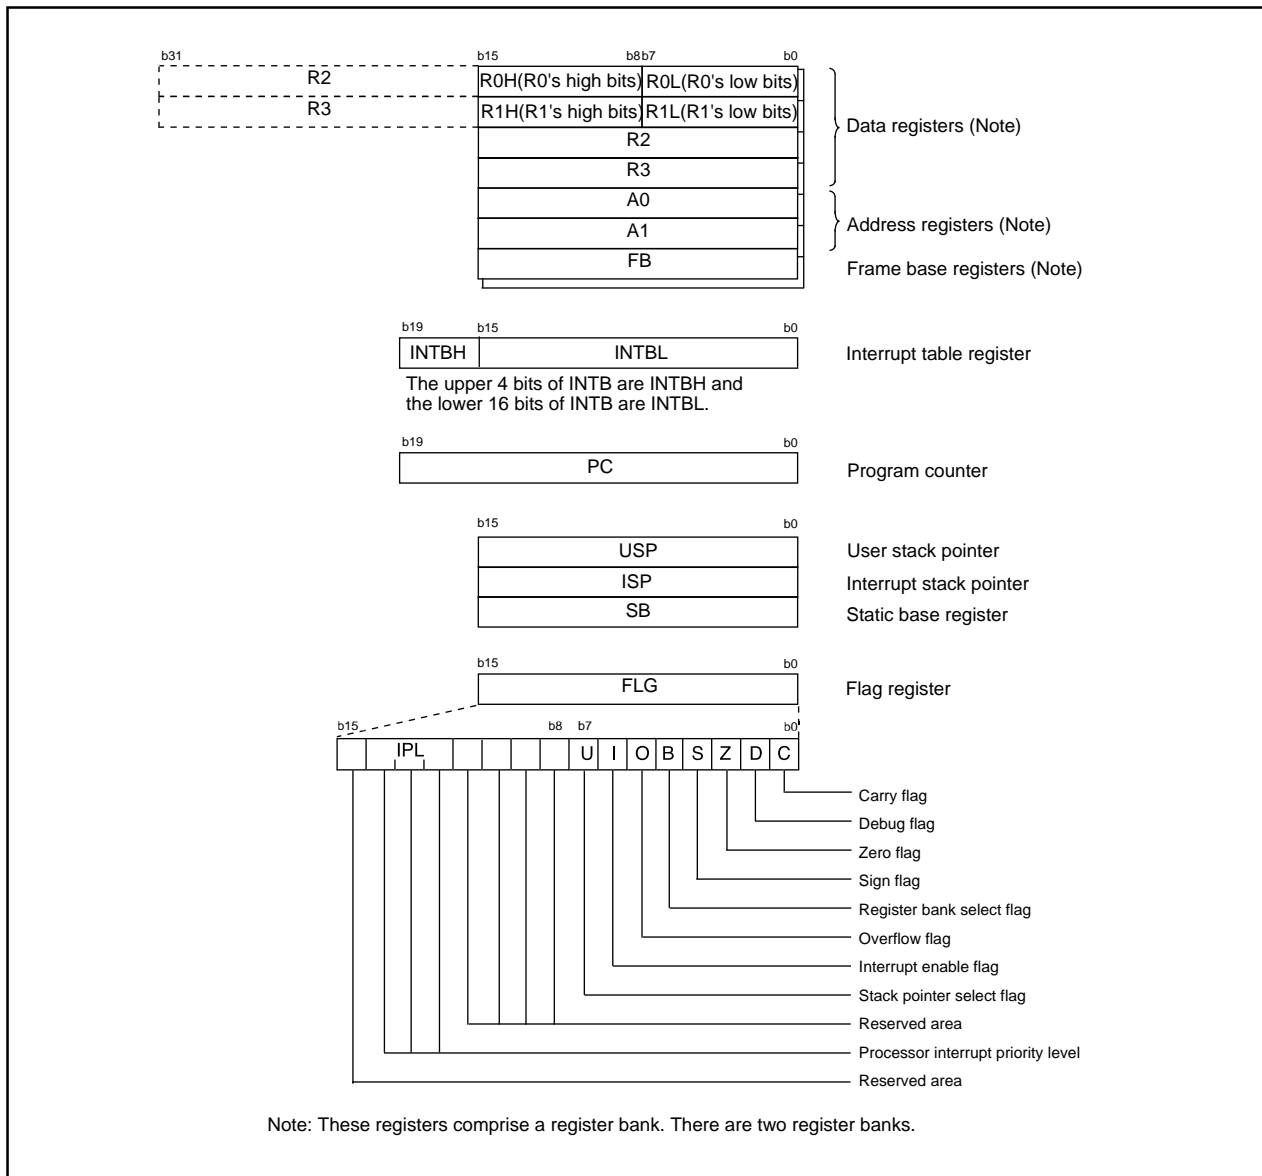 b31 b15 b8b7 b0
R2 R0H(R0's high bits) R0L(R0's low bits)
R3 R1H(R1's high bits) R1L(R1's low bits)
Data registers (Note)
R2
R3
A0
A1
Address registers (Note)
FB
Frame base registers (Note)
b19 b15 b0
INTBH INTBL Interrupt table register
The upper 4 bits of INTB are INTBH and
the lower 16 bits of INTB are INTBL.
b19 b0
PC Program counter
b15 b0
USP User stack pointer
ISP Interrupt stack pointer
SB Static base register
b15 b0
FLG Flag register
b15 b8 b7 b0
IPL U I O B S Z D C
Carry flag
Debug flag
Zero flag
Sign flag
Register bank select flag
Overflow flag
Interrupt enable flag
Stack pointer select flag
Reserved area
Processor interrupt priority level
Reserved area
Note: These registers comprise a register bank. There are two register banks.